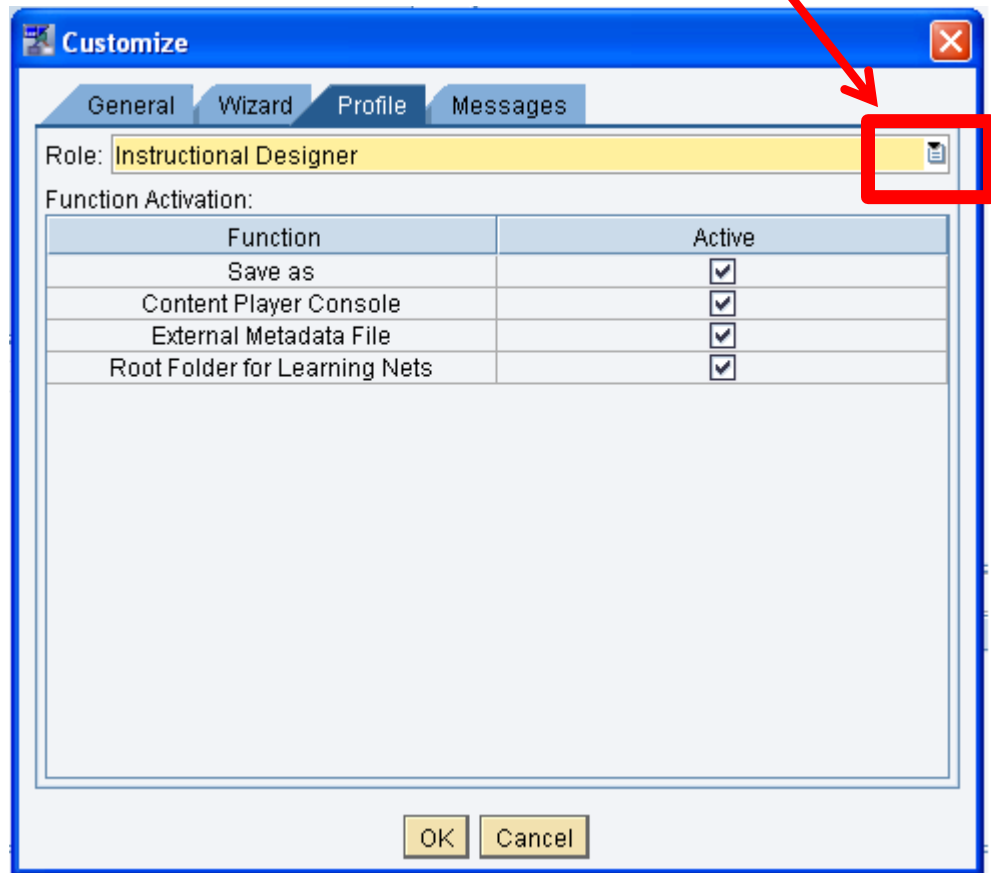 Customize
General Wizard Profile Messages
Role: Instructional Designer
Function Activation:
Function Active
Save as
Content Player Console
External Metadata File
Root Folder for Learning Nets
OK Cancel